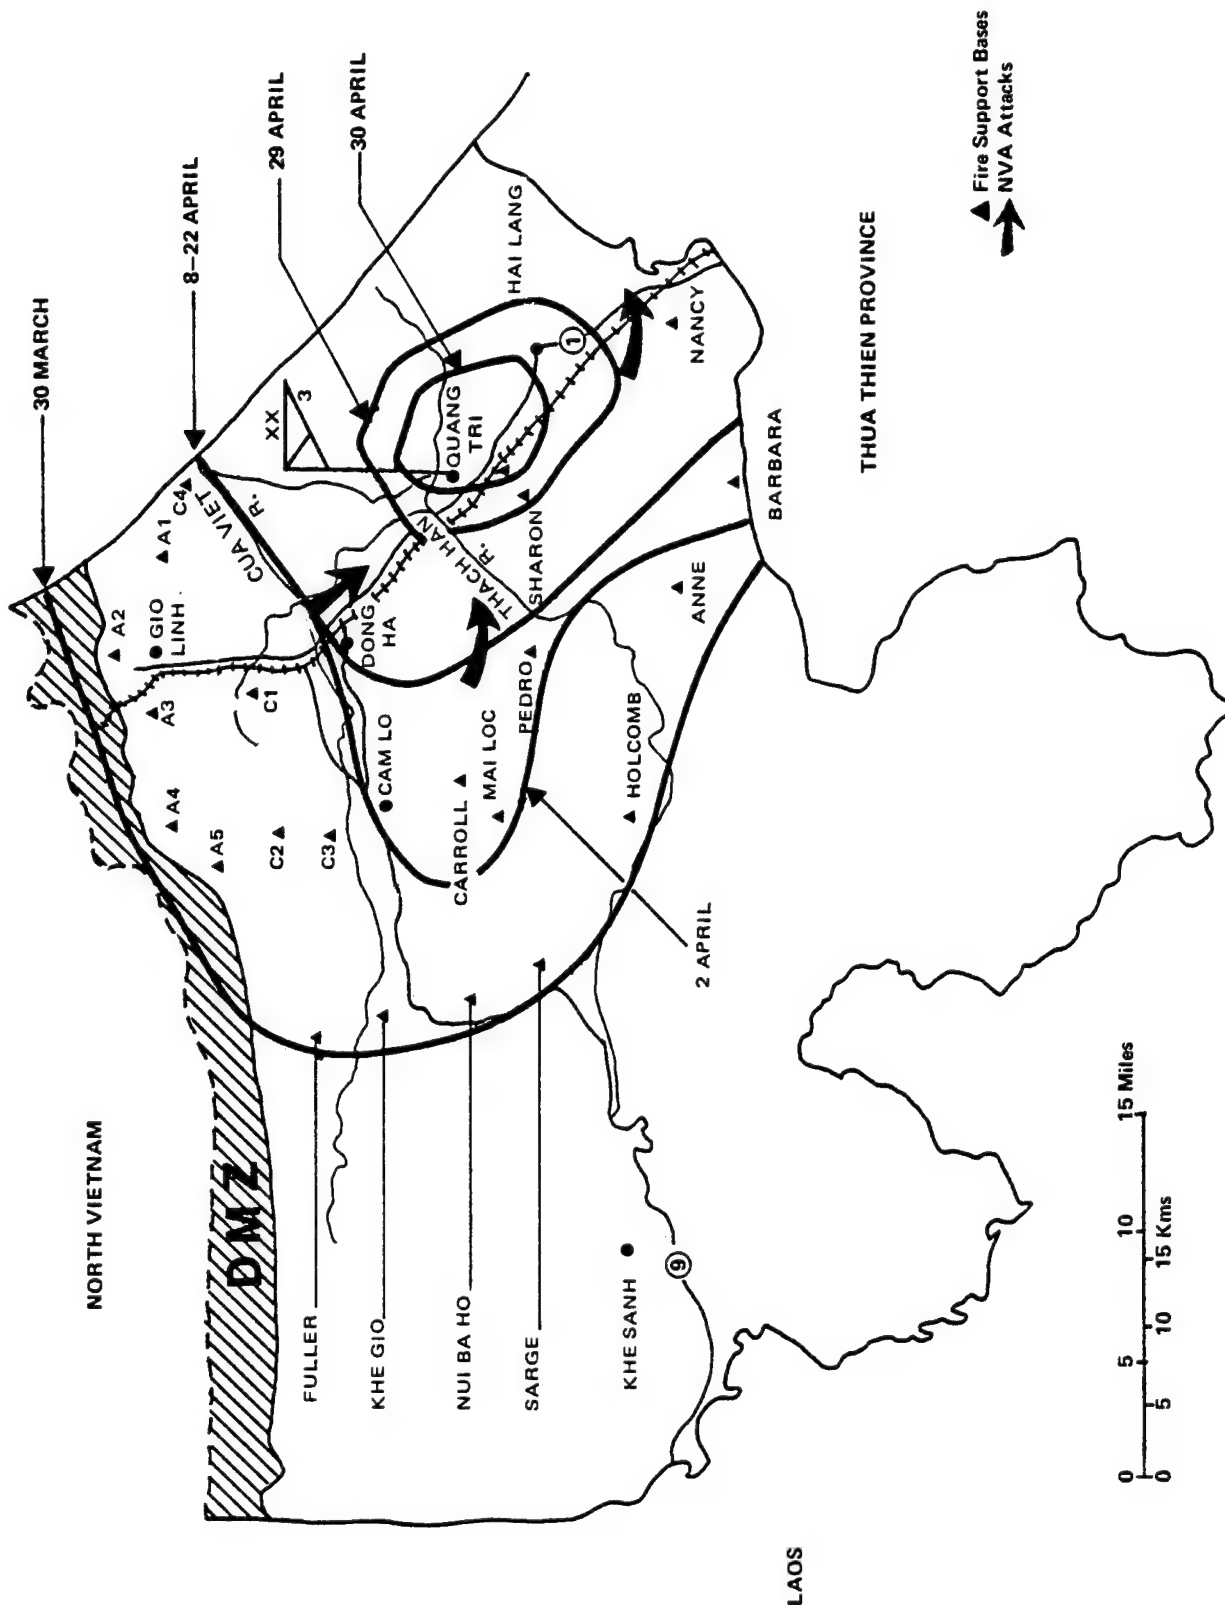 NORTH VIETNAM
30 MARCH
8–22 APRIL
29 APRIL
30 APRIL
DMZ
A2
GIO
LINH
A1
C4
A3
A4
A5
C1
C2
C3
CUA VIET
R.
XX
3
FULLER
KHE GIO
NUI BA HO
SARGE
CAM LO
DONG
HA
QUANG
TRI
HAI LANG
THACH HAN
R.
CARROLL
MAI LOC
PEDRO
SHARON
1
HOLCOMB
ANNE
NANCY
BARBARA
2 APRIL
KHE SANH
9
LAOS
THUA THIEN PROVINCE
Fire Support Bases
NVA Attacks
0 5 10 15 Miles
0 5 10 15 Kms